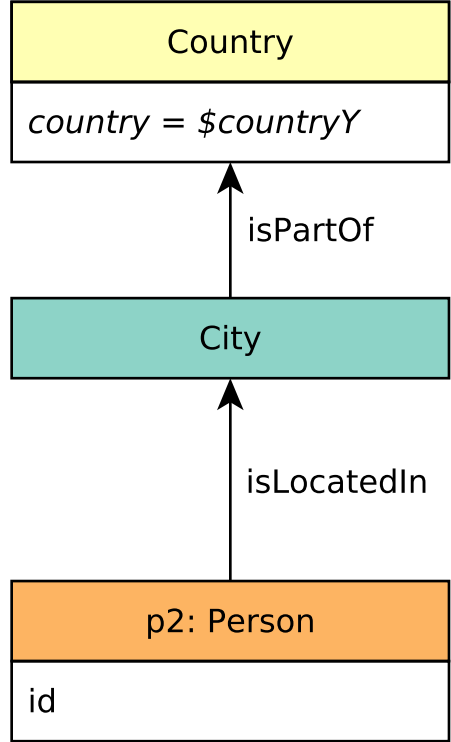 Country
country = $countryY
isPartOf
City
isLocatedIn
p2: Person
id